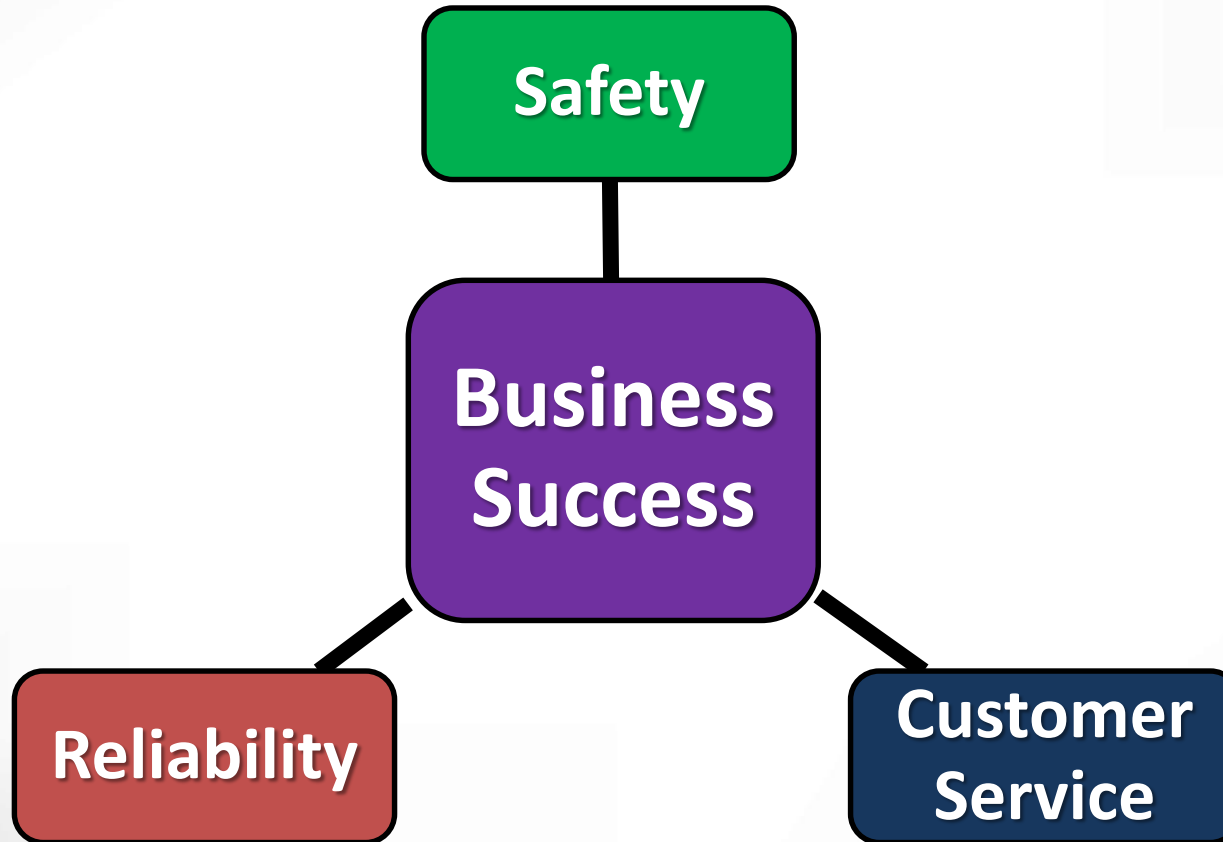 Safety
Business
Success
Reliability
Customer
Service